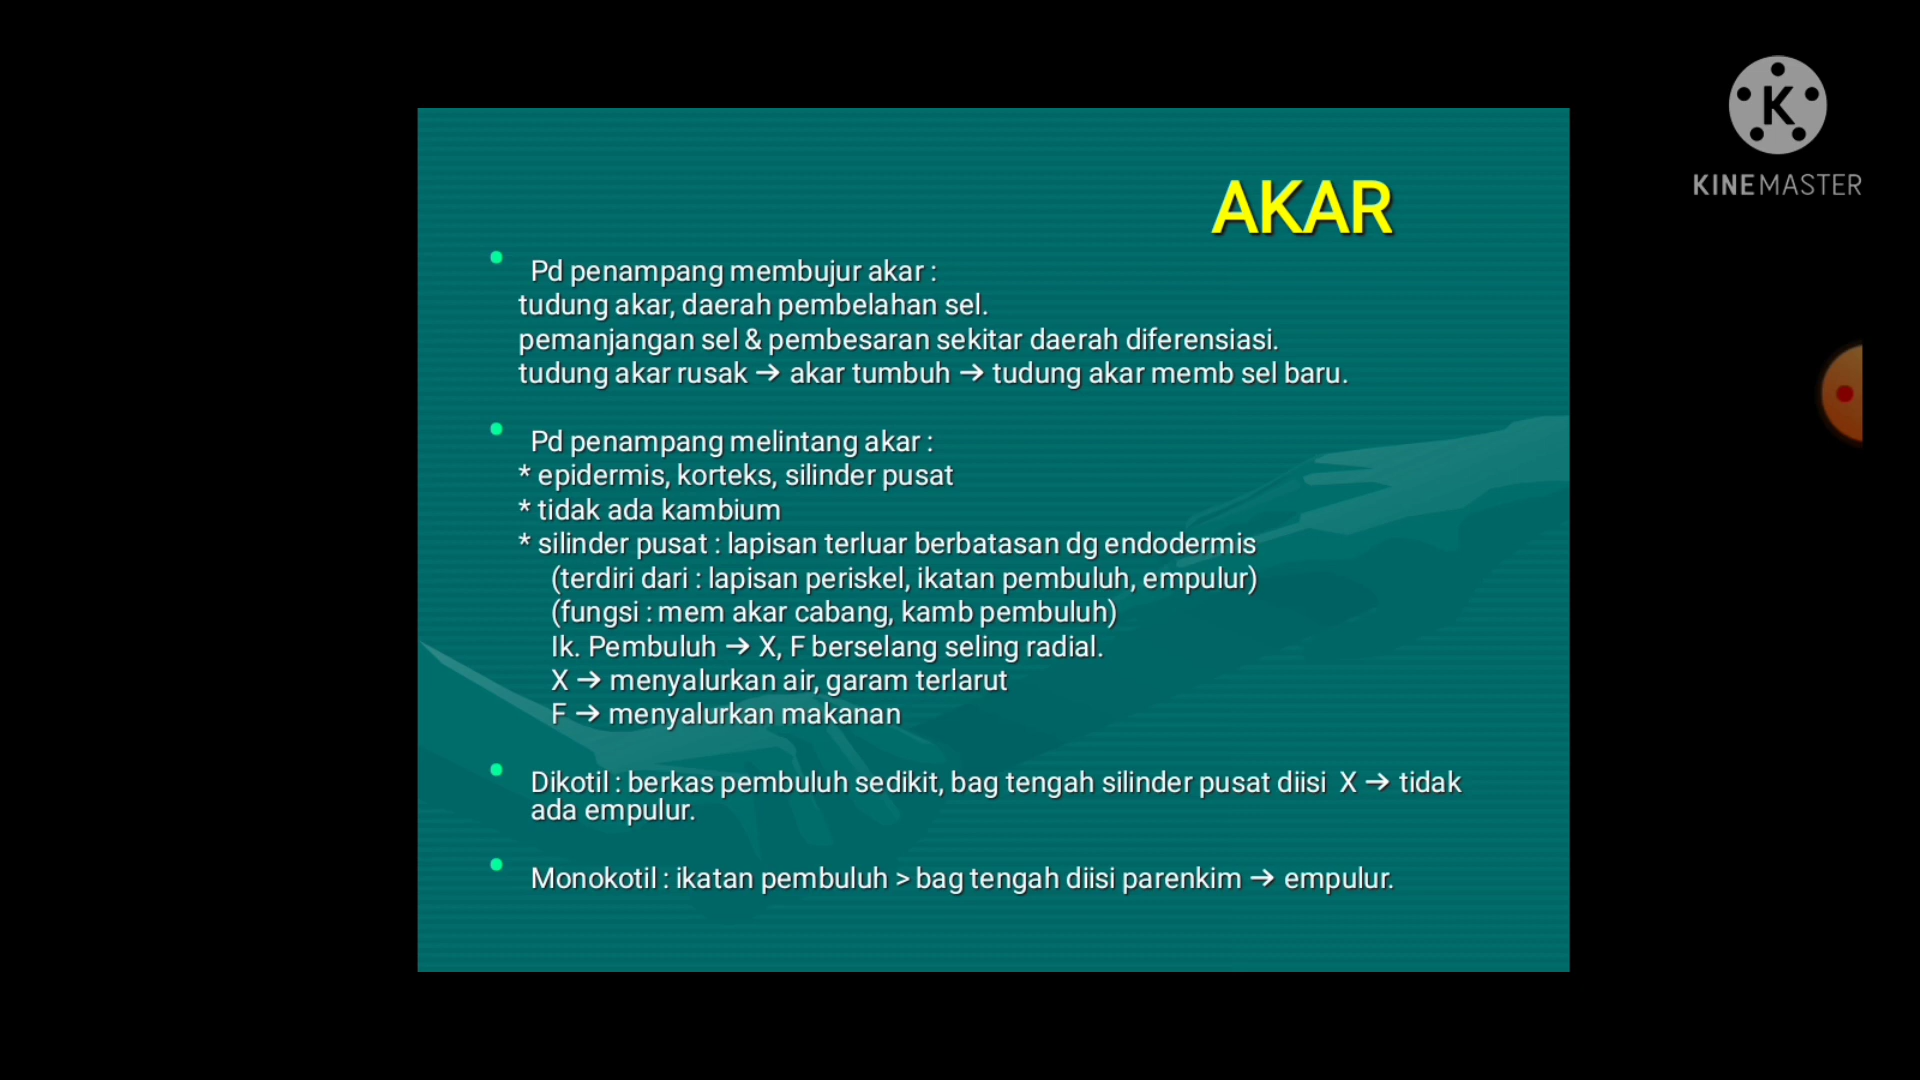 KINEMASTER
AKAR
Pd penampang membujur akar :
tudung akar, daerah pembelahan sel.
pemanjangan sel & pembesaran sekitar daerah diferensiasi.
tudung akar rusak → akar tumbuh → tudung akar memb sel baru.
Pd penampang melintang akar :
* epidermis, korteks, silinder pusat
* tidak ada kambium
* silinder pusat : lapisan terluar berbatasan dg endodermis
(terdiri dari : lapisan periskel, ikatan pembuluh, empulur)
(fungsi : mem akar cabang, kamb pembuluh)
Ik. Pembuluh → X, F berselang seling radial.
X → menyalurkan air, garam terlarut
F → menyalurkan makanan
Dikotil : berkas pembuluh sedikit, bag tengah silinder pusat diisi X → tidak
ada empulur.
Monokotil : ikatan pembuluh > bag tengah diisi parenkim → empulur.